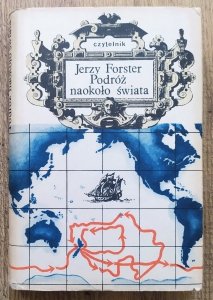 czytelnik
Jerzy Forster
Podróż
naokoło świata